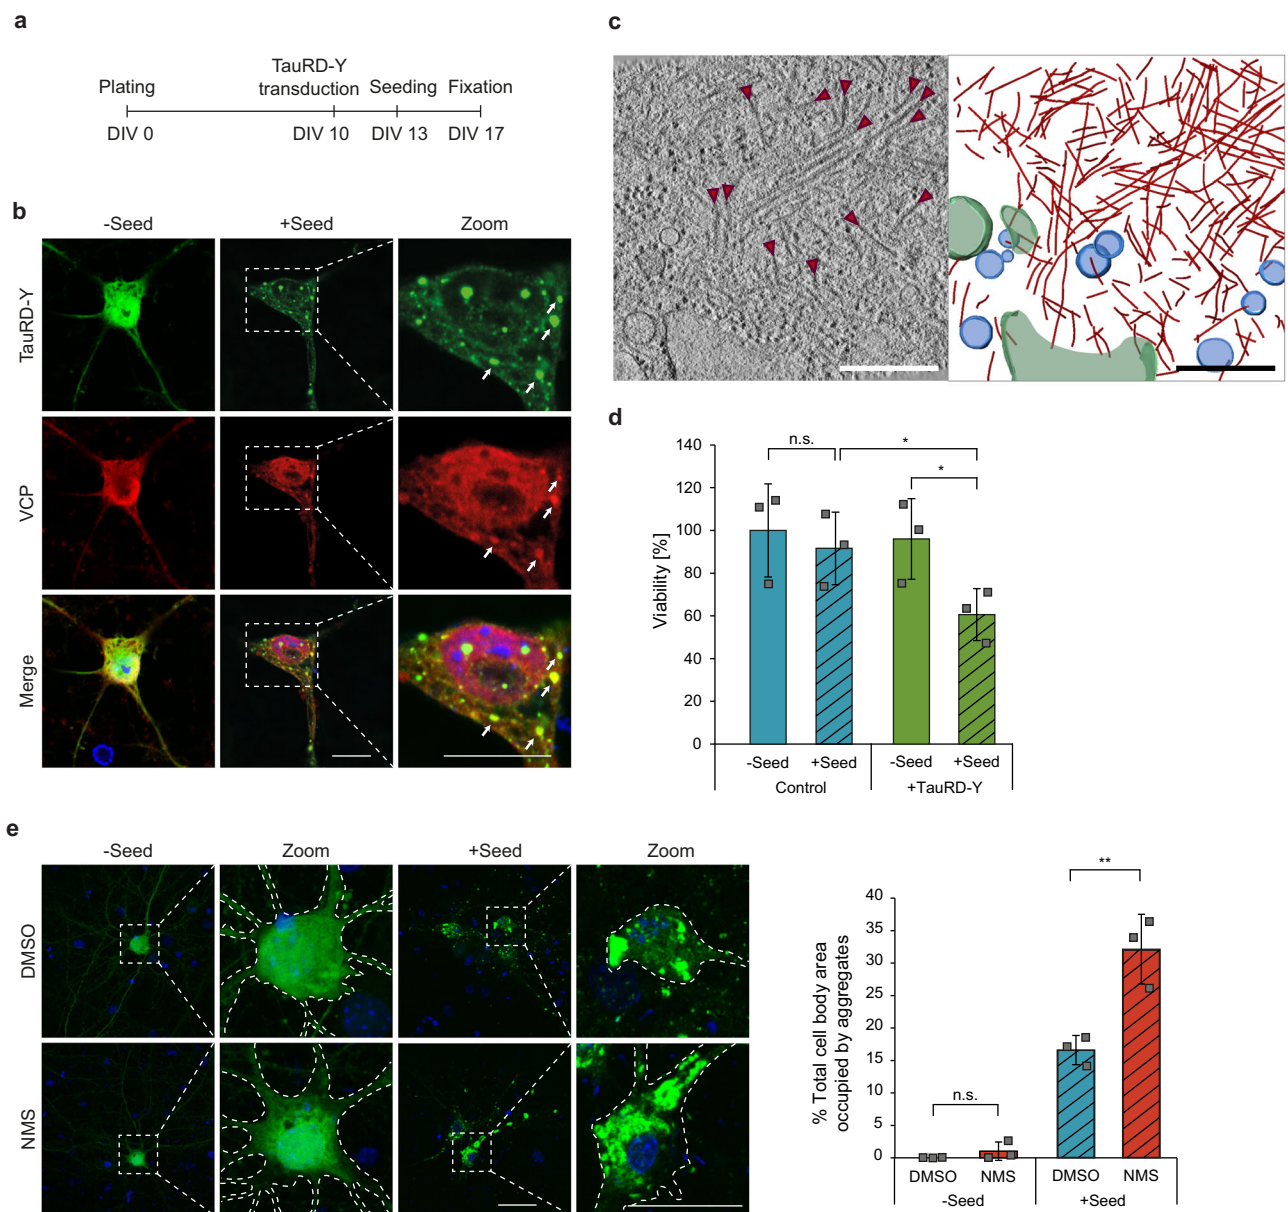 a
Plating
TauRD-Y
transduction
Seeding
Fixation
DIV 0
DIV 10
DIV 13
DIV 17
b
-Seed
+Seed
Zoom
TauRD-Y
VCP
Merge
c
d
Viability [%]
140
120
100
80
60
40
20
0
n.s.
*
*
-Seed
+Seed
-Seed
+Seed
Control
+TauRD-Y
e
-Seed
Zoom
+Seed
Zoom
DMSO
NMS
% Total cell body area
occupied by aggregates
40
35
30
25
20
15
10
5
0
n.s.
**
DMSO
NMS
DMSO
NMS
-Seed
+Seed